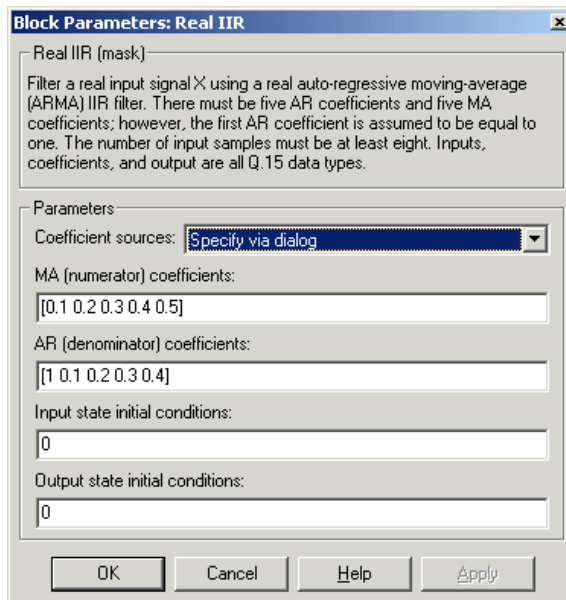 Block Parameters: Real IIR
Real IIR (mask)
Filter a real input signal X using a real auto-regressive moving-average
(ARMA) IIR filter. There must be five AR coefficients and five MA
coefficients; however, the first AR coefficient is assumed to be equal to
one. The number of input samples must be at least eight. Inputs,
coefficients, and output are all Q.15 data types.
Parameters
Coefficient sources: Specify via dialog
MA (numerator) coefficients:
[0.1 0.2 0.3 0.4 0.5]
AR (denominator) coefficients:
[1 0.1 0.2 0.3 0.4]
Input state initial conditions:
0
Output state initial conditions:
0
OK Cancel Help Apply